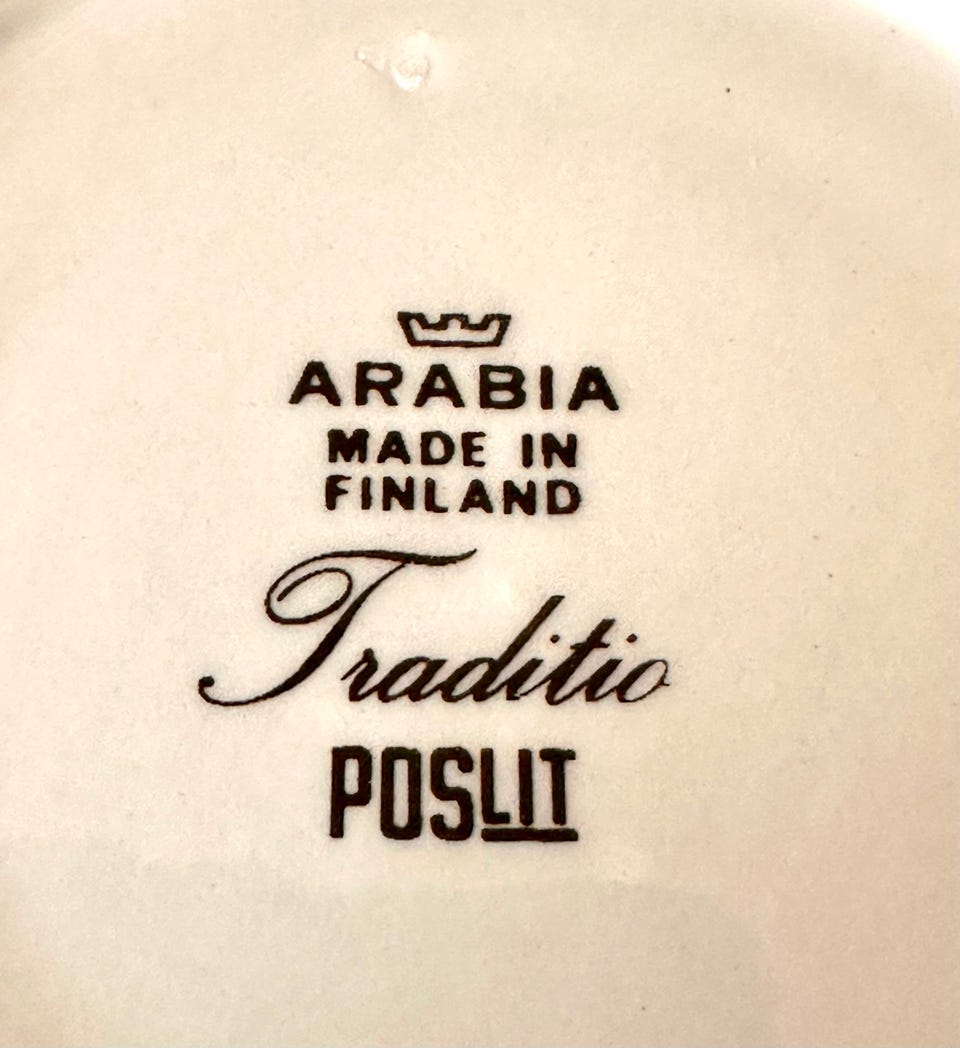 ARABIA
MADE IN
FINLAND
Traditio
POSLIT